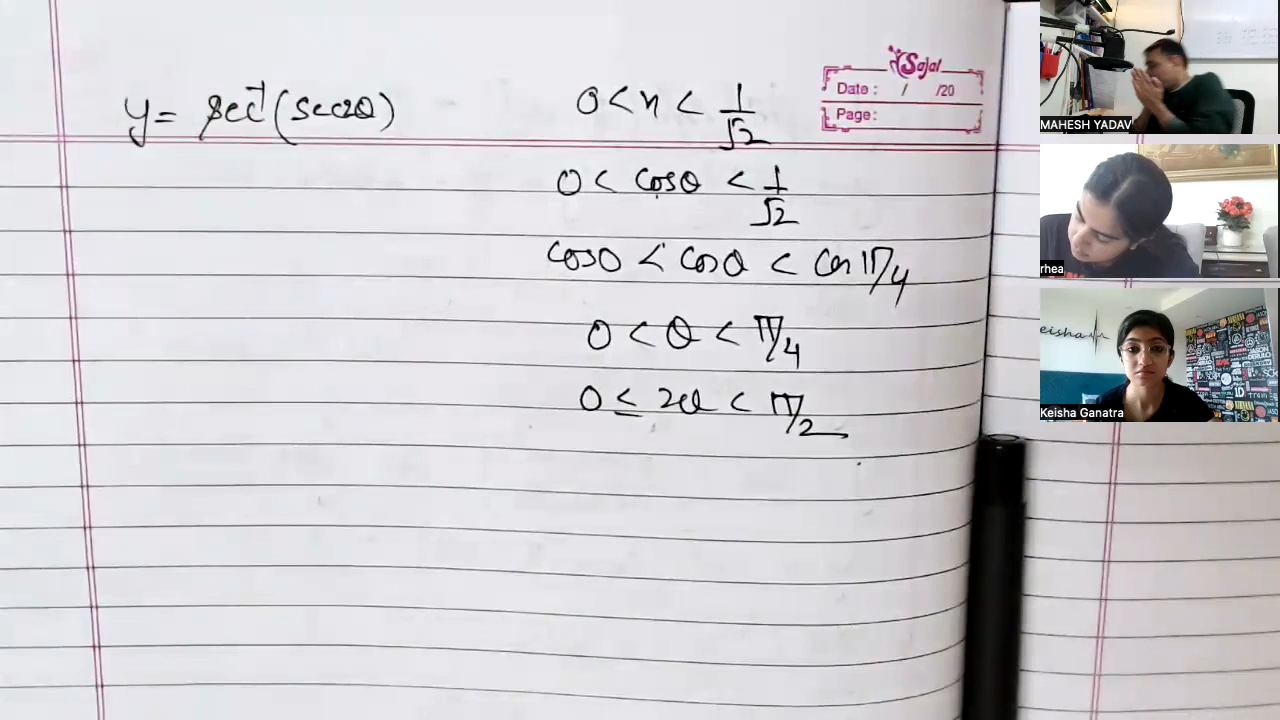 y = sec⁻¹(sec2θ)
0 < x < 1/√2
0 < cosθ < 1/√2
cos0 < cosθ < cos π/4
0 < θ < π/4
0 ≤ 2θ < π/2
Sajal
Date : / /20
Page:
MAHESH YADAV
rhea
eisha
Keisha Ganatra